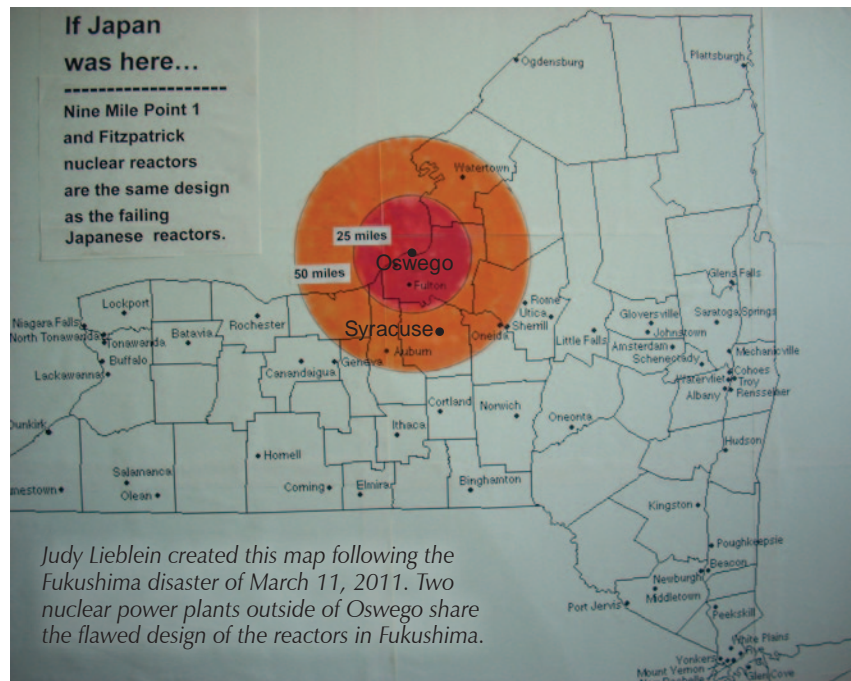 If Japan
was here...
--------------------
Nine Mile Point 1
and Fitzpatrick
nuclear reactors
are the same design
as the failing
Japanese reactors.
Ogdensburg
Plattsburgh
Watertown
25 miles
Oswego
50 miles
Fulton
Glens Falls
Lockport
Rochester
Rome
Utica
Gloversville
Saratoga Springs
Niagara Falls
North Tonawanda
Tonawanda
Batavia
Syracuse
Oneida
Sherrill
Little Falls
Johnstown
Amsterdam
Schenectady
Mechanicville
Buffalo
Auburn
Geneva
Canandaigua
Lackawanna
Watervliet
Cohoes
Troy
Albany
Rensselaer
Cortland
Norwich
Dunkirk
Ithaca
Oneonta
Hudson
Hornell
Salamanca
Olean
Corning
Elmira
Binghamton
nestown
Kingston
Poughkeepsie
Beacon
Newburgh
Middletown
Port Jervis
Peekskill
White Plains
Rye
Yonkers
Mount Vernon
Glen Cove
Judy Lieblein created this map following the
Fukushima disaster of March 11, 2011. Two
nuclear power plants outside of Oswego share
the flawed design of the reactors in Fukushima.